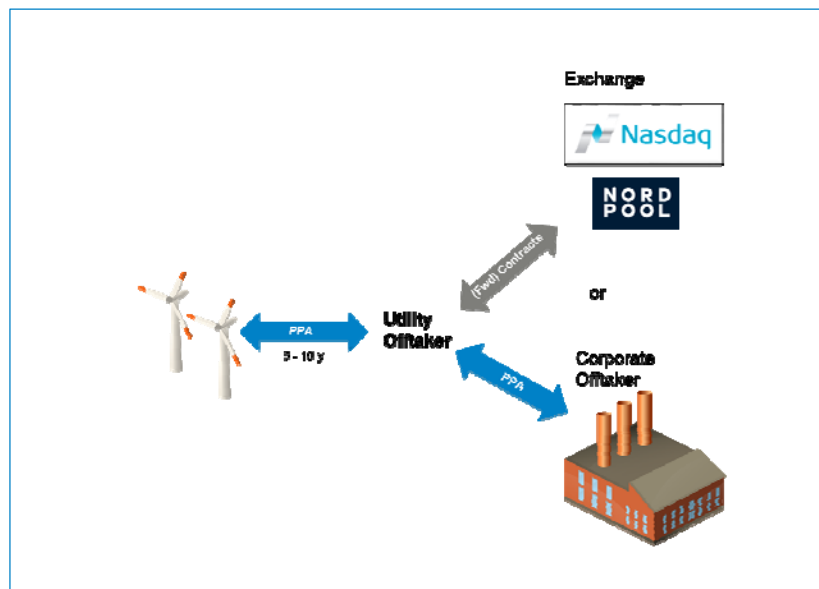 Exchange
Nasdaq
NORD
POOL
(Fwd) Contracts
or
PPA
5 - 10 y
Utility
Offtaker
PPA
Corporate
Offtaker